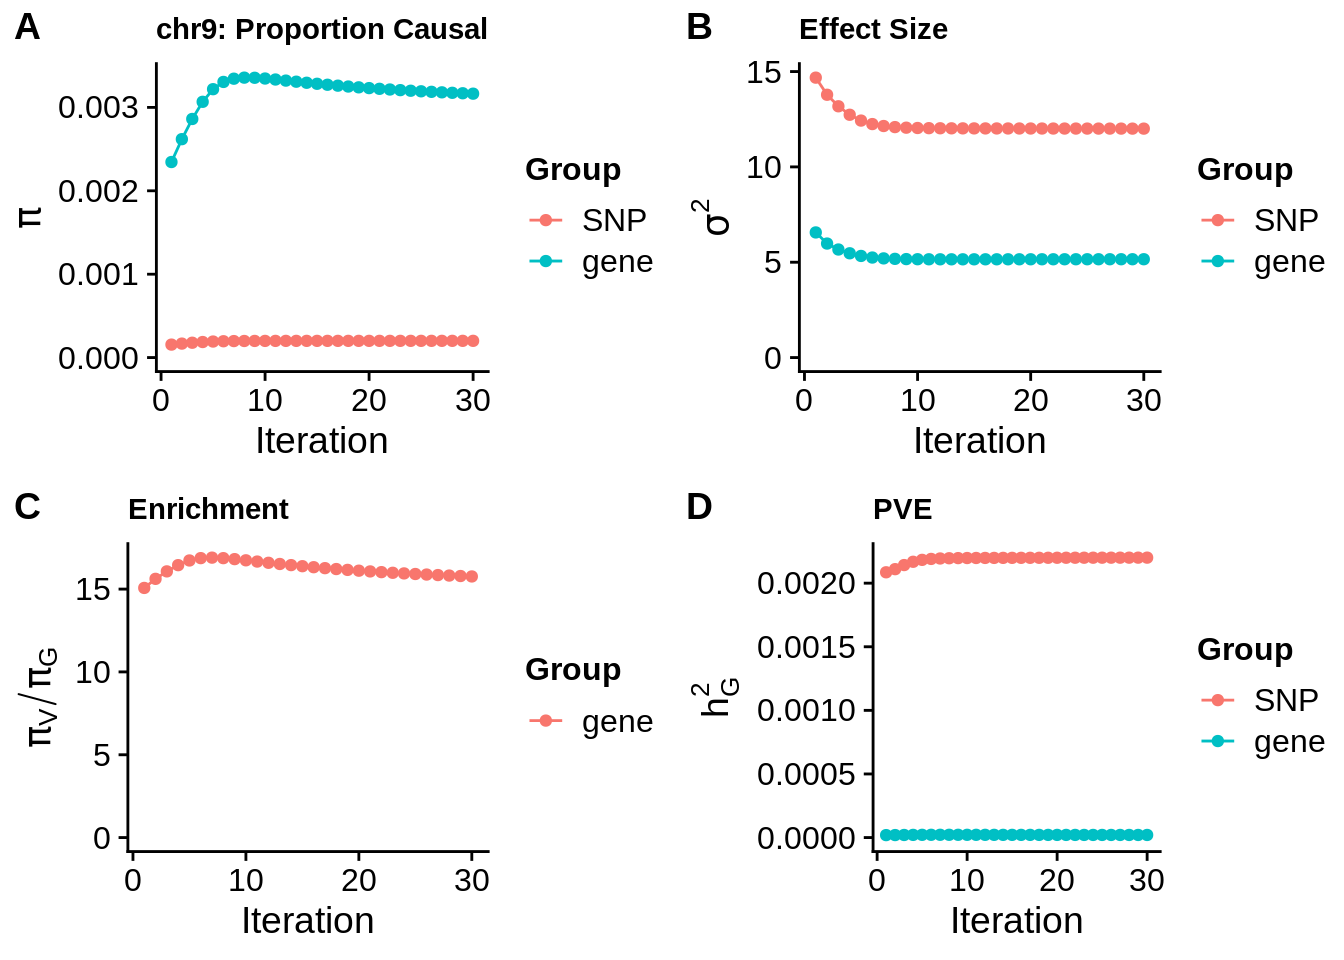 A
chr9: Proportion Causal
π
0.003
0.002
0.001
0.000
0 10 20 30
Iteration
Group
SNP
gene
B
Effect Size
σ²
15
10
5
0
0 10 20 30
Iteration
Group
SNP
gene
C
Enrichment
π_V/π_G
15
10
5
0
0 10 20 30
Iteration
Group
gene
D
PVE
h²_G
0.0020
0.0015
0.0010
0.0005
0.0000
0 10 20 30
Iteration
Group
SNP
gene